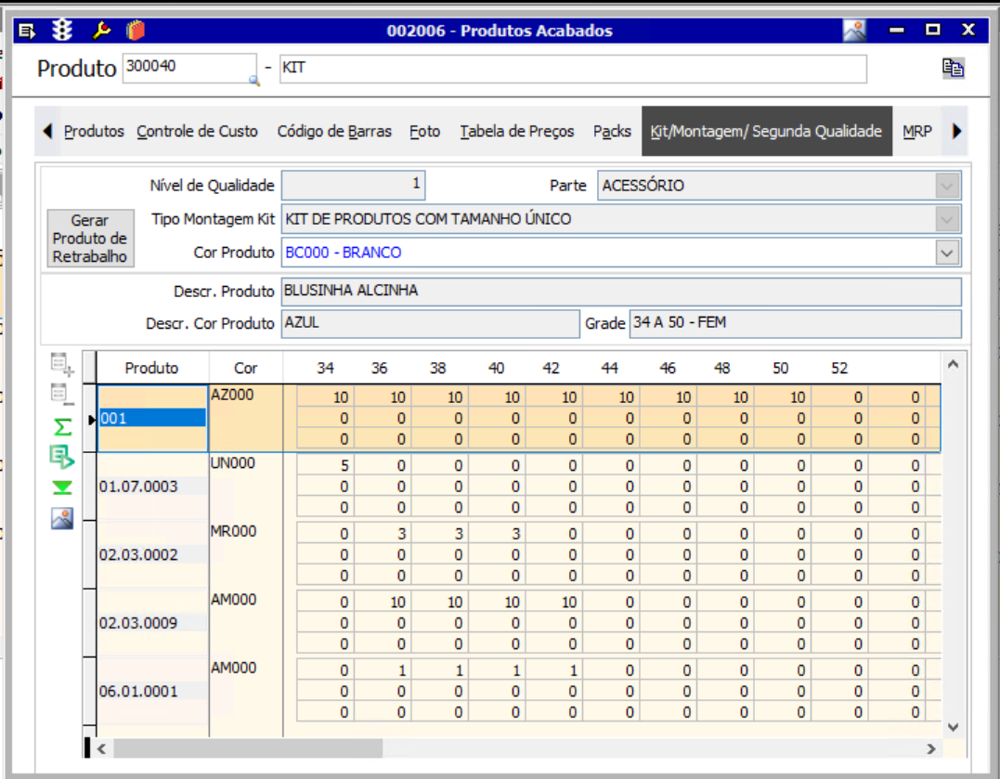 002006 - Produtos Acabados
Produto 300040 - KIT
Produtos Controle de Custo Código de Barras Foto Tabela de Preços Packs Kit/Montagem/ Segunda Qualidade MRP
Nível de Qualidade 1 Parte ACESSÓRIO
Gerar Produto de Retrabalho
Tipo Montagem Kit KIT DE PRODUTOS COM TAMANHO ÚNICO
Cor Produto BC000 - BRANCO
Descr. Produto BLUSINHA ALCINHA
Descr. Cor Produto AZUL Grade 34 A 50 - FEM
Produto Cor 34 36 38 40 42 44 46 48 50 52
AZ000 10 10 10 10 10 10 10 10 10 0 0
001 0 0 0 0 0 0 0 0 0 0 0
0 0 0 0 0 0 0 0 0 0 0
UN000 5 0 0 0 0 0 0 0 0 0 0
01.07.0003 0 0 0 0 0 0 0 0 0 0 0
0 0 0 0 0 0 0 0 0 0 0
MR000 0 3 3 3 0 0 0 0 0 0 0
02.03.0002 0 0 0 0 0 0 0 0 0 0 0
0 0 0 0 0 0 0 0 0 0 0
AM000 0 10 10 10 10 0 0 0 0 0 0
02.03.0009 0 0 0 0 0 0 0 0 0 0 0
0 0 0 0 0 0 0 0 0 0 0
AM000 0 1 1 1 1 0 0 0 0 0 0
06.01.0001 0 0 0 0 0 0 0 0 0 0 0
0 0 0 0 0 0 0 0 0 0 0